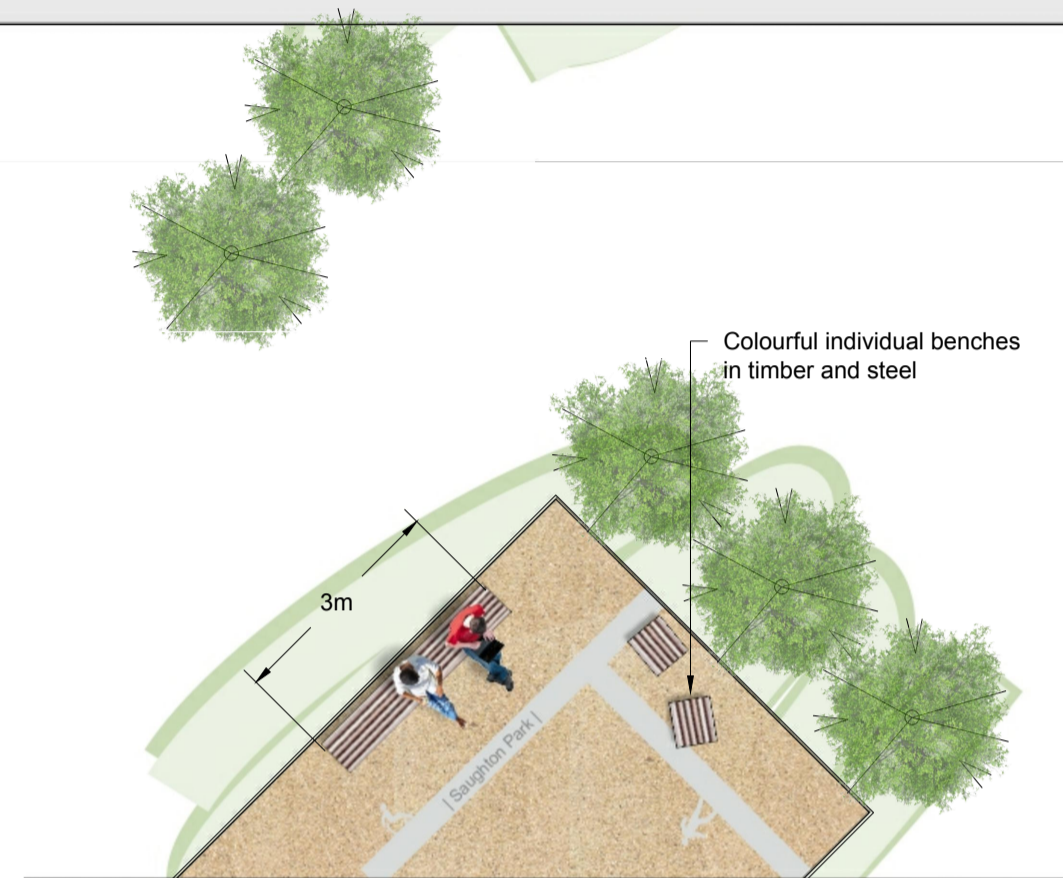 Colourful individual benches
in timber and steel
3m
| Saughton Park |